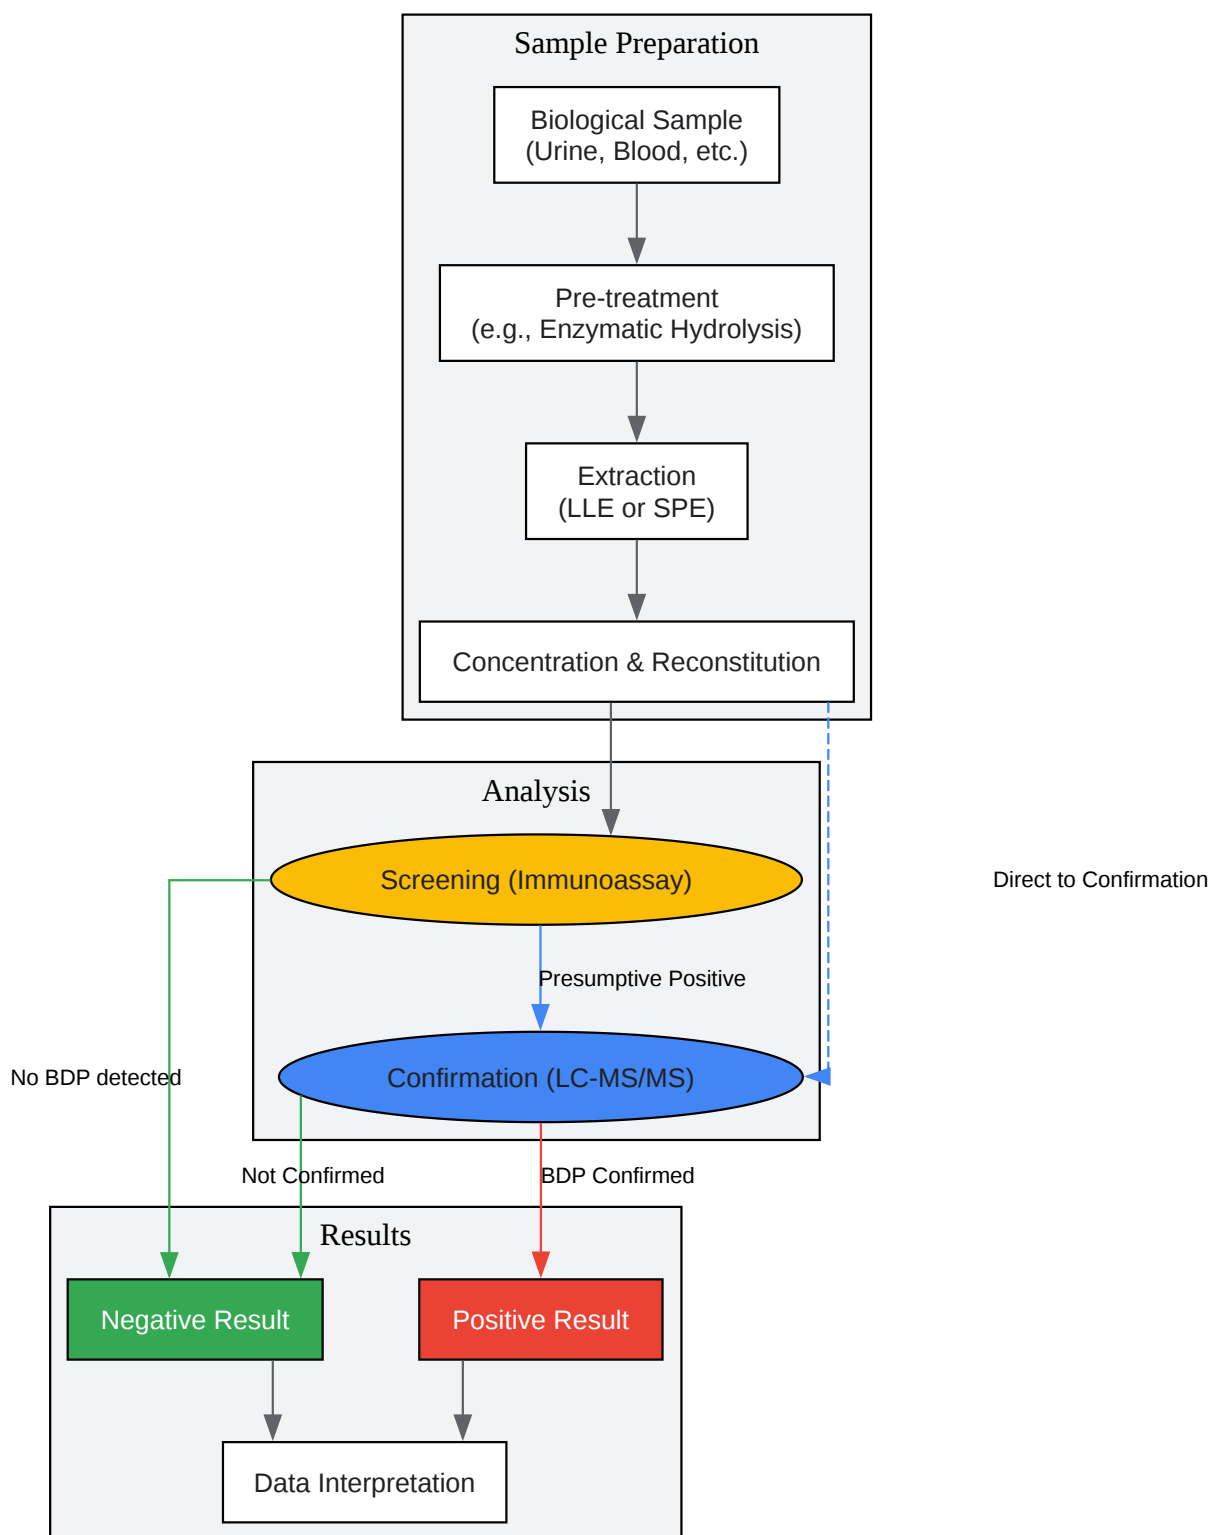 Sample Preparation
Biological Sample
(Urine, Blood, etc.)
Pre-treatment
(e.g., Enzymatic Hydrolysis)
Extraction
(LLE or SPE)
Concentration & Reconstitution
Analysis
Screening (Immunoassay)
Direct to Confirmation
Presumptive Positive
No BDP detected
Confirmation (LC-MS/MS)
Not Confirmed
BDP Confirmed
Results
Negative Result
Positive Result
Data Interpretation